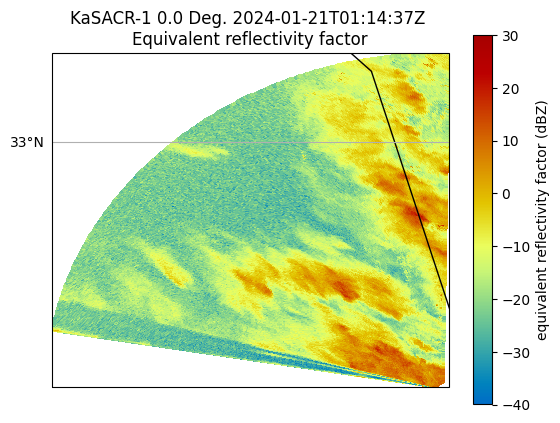 KaSACR-1 0.0 Deg. 2024-01-21T01:14:37Z
Equivalent reflectivity factor
33°N
30
20
10
0
−10
−20
−30
−40
equivalent reflectivity factor (dBZ)